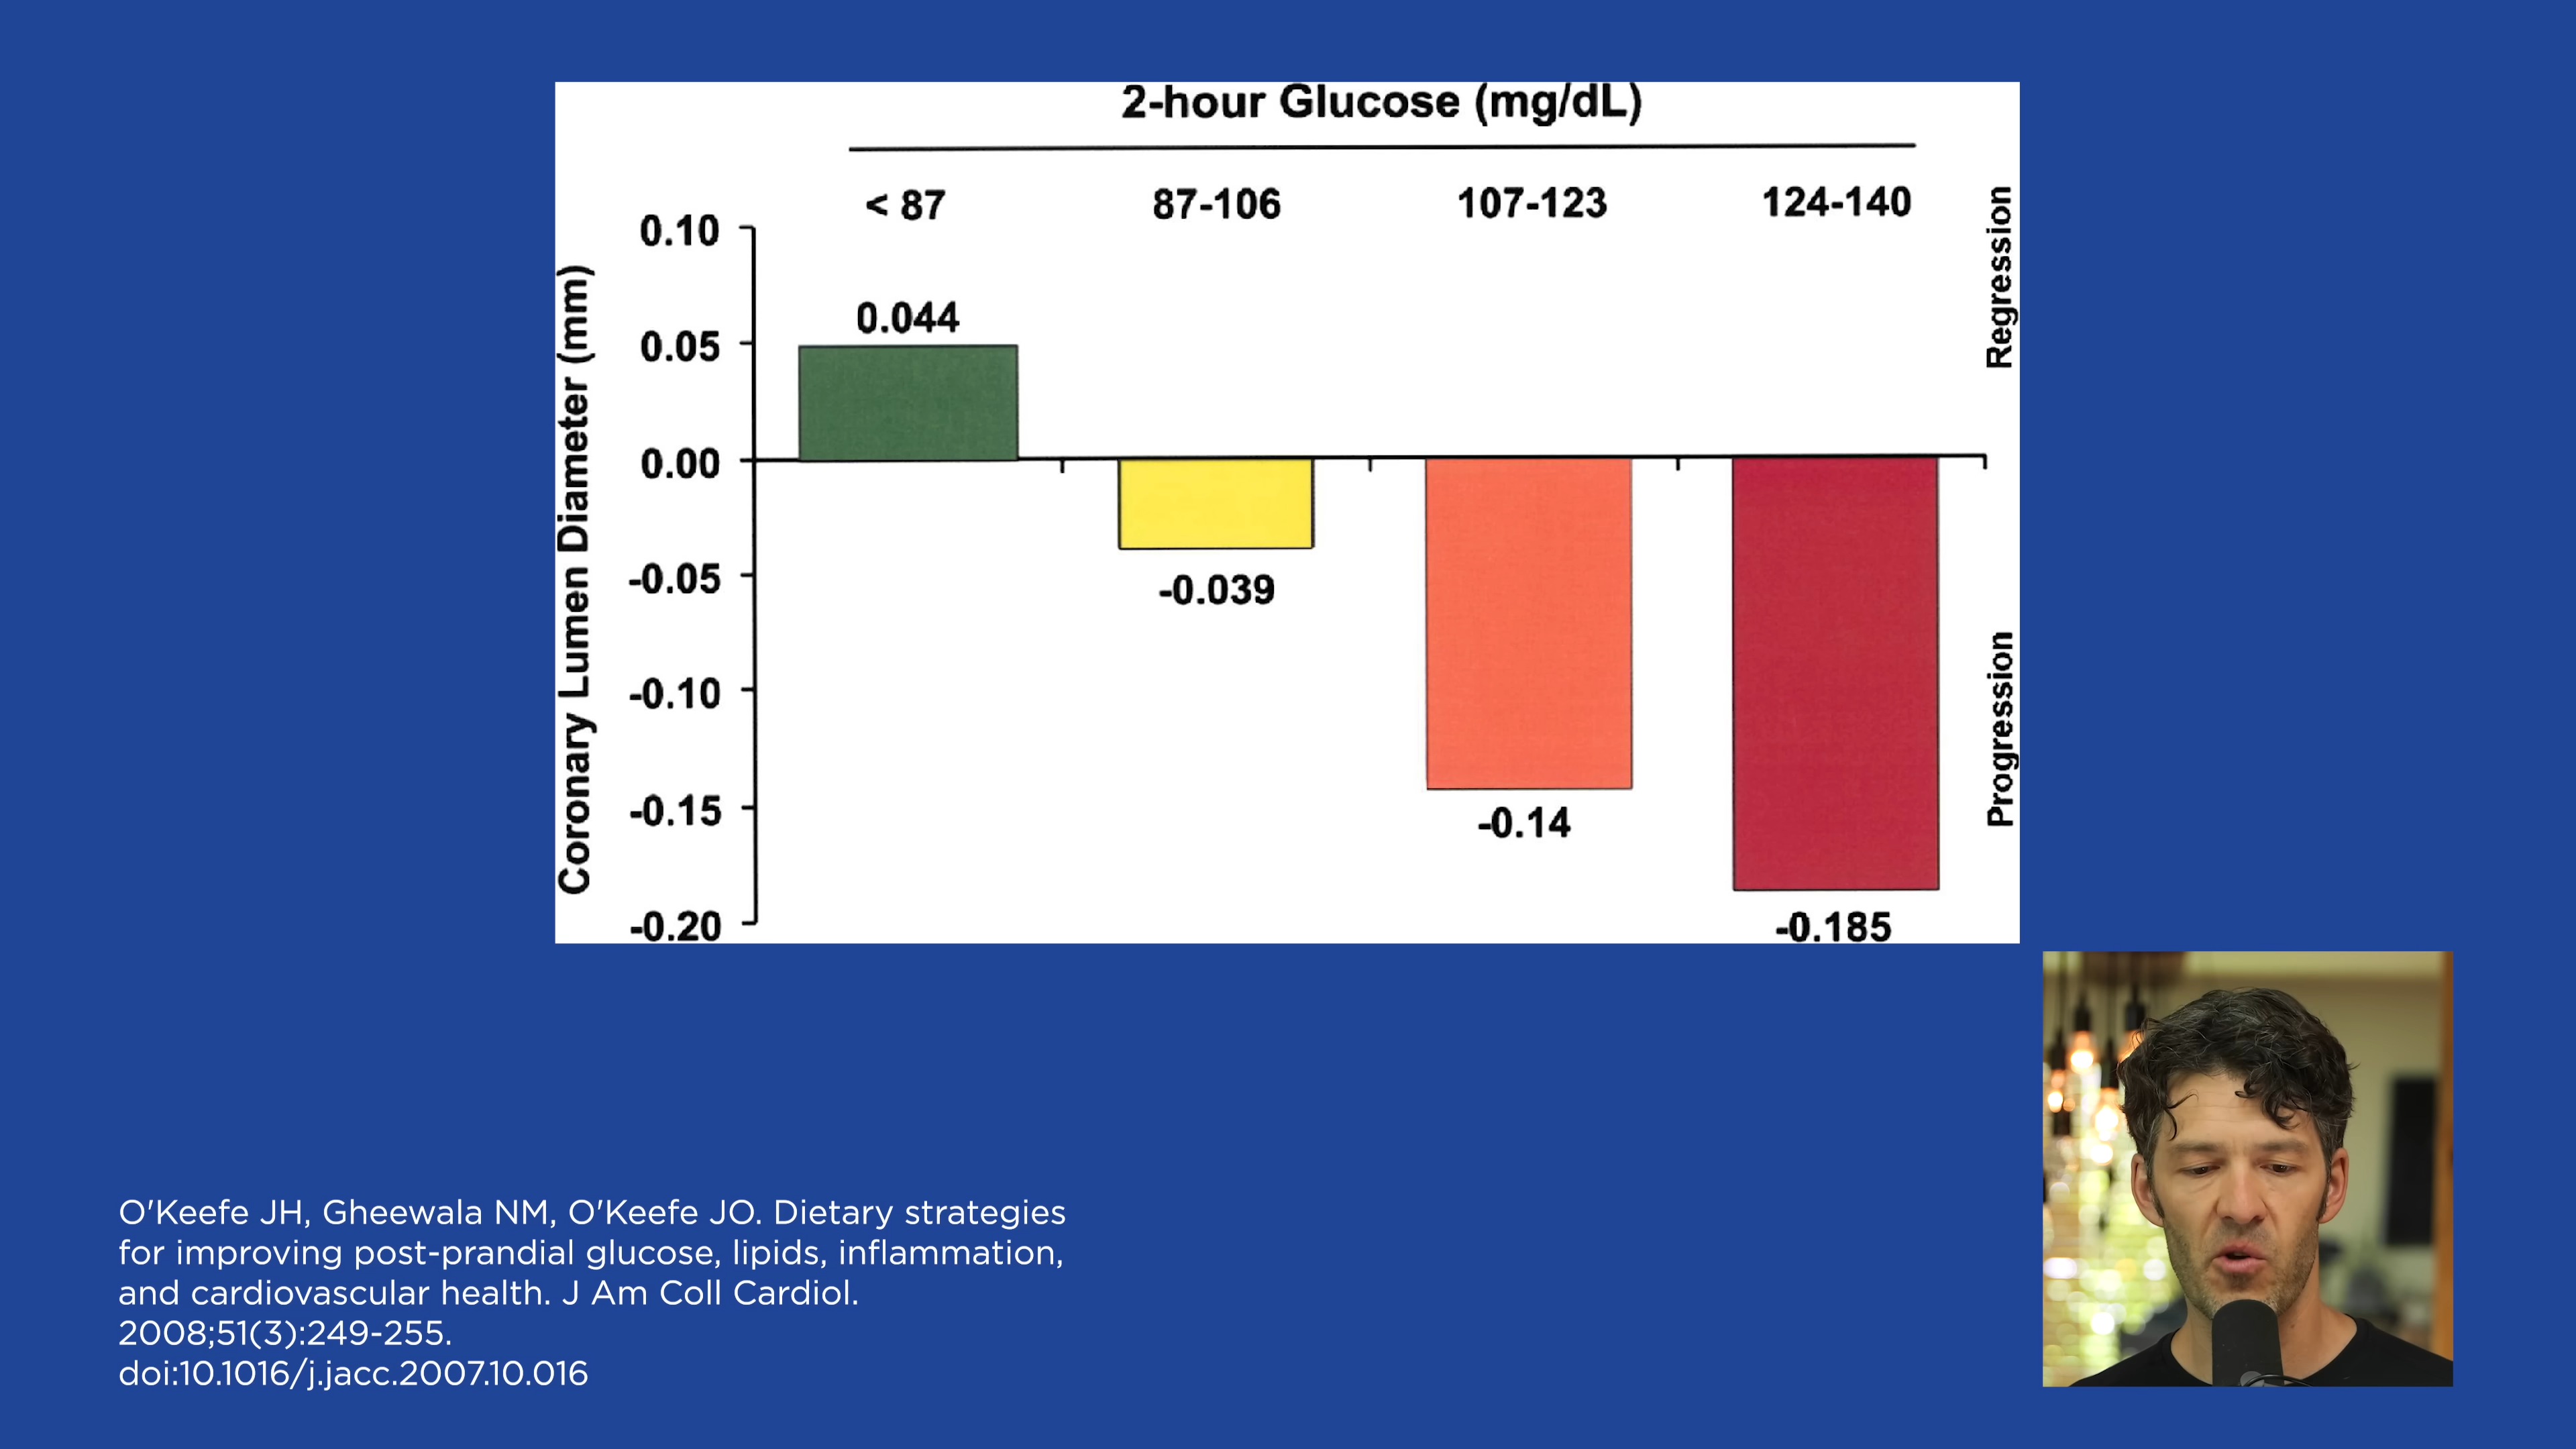 2-hour Glucose (mg/dL)
< 87 87-106 107-123 124-140
Coronary Lumen Diameter (mm)
0.10
0.05
0.00
-0.05
-0.10
-0.15
-0.20
0.044
-0.039
-0.14
-0.185
Regression
Progression
O'Keefe JH, Gheewala NM, O'Keefe JO. Dietary strategies
for improving post-prandial glucose, lipids, inflammation,
and cardiovascular health. J Am Coll Cardiol.
2008;51(3):249-255.
doi:10.1016/j.jacc.2007.10.016